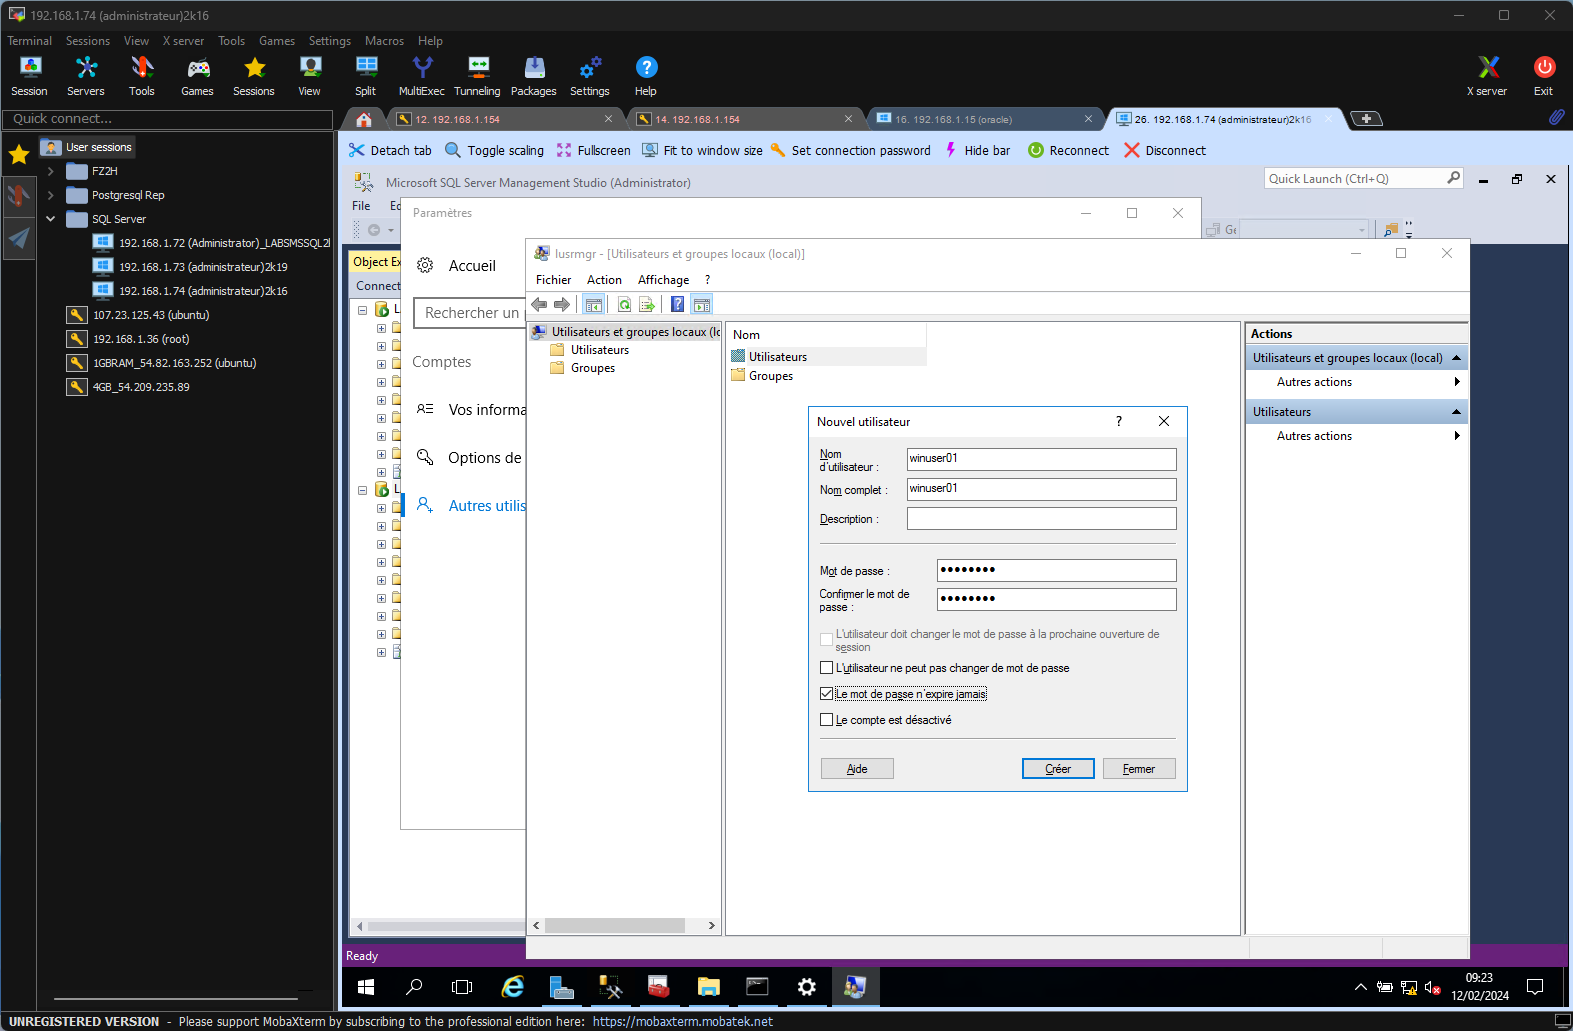 192.168.1.74 (administrateur)2k16
Terminal Sessions View X server Tools Games Settings Macros Help
Session Servers Tools Games Sessions View Split MultiExec Tunneling Packages Settings Help X server Exit
Quick connect...
12. 192.168.1.154
14. 192.168.1.154
16. 192.168.1.15 (oracle)
26. 192.168.1.74 (administrateur)2k16
Detach tab Toggle scaling Fullscreen Fit to window size Set connection password Hide bar Reconnect Disconnect
User sessions
FZ2H
Postgresql Rep
SQL Server
192.168.1.72 (Administrator)_LABSMSSQL2
192.168.1.73 (administrateur)2k19
192.168.1.74 (administrateur)2k16
107.23.125.43 (ubuntu)
192.168.1.36 (root)
1GBRAM_54.82.163.252 (ubuntu)
4GB_54.209.235.89
Microsoft SQL Server Management Studio (Administrator)
Quick Launch (Ctrl+Q)
File Ed
Ge
Object Ex
Connect
L
L
Paramètres
Accueil
Rechercher un
Comptes
Vos informa
Options de
Autres utilis
lusrmgr - [Utilisateurs et groupes locaux (local)]
Fichier Action Affichage ?
Utilisateurs et groupes locaux (lo
Utilisateurs
Groupes
Nom
Utilisateurs
Groupes
Actions
Utilisateurs et groupes locaux (local)
Autres actions
Utilisateurs
Autres actions
Nouvel utilisateur
?
Nom d'utilisateur :
winuser01
Nom complet :
winuser01
Description :
Mot de passe :
●●●●●●●●
Confirmer le mot de passe :
●●●●●●●●
L'utilisateur doit changer le mot de passe à la prochaine ouverture de
session
L'utilisateur ne peut pas changer de mot de passe
Le mot de passe n'expire jamais
Le compte est désactivé
Aide Créer Fermer
Ready
09:23
12/02/2024
UNREGISTERED VERSION - Please support MobaXterm by subscribing to the professional edition here: https://mobaxterm.mobatek.net